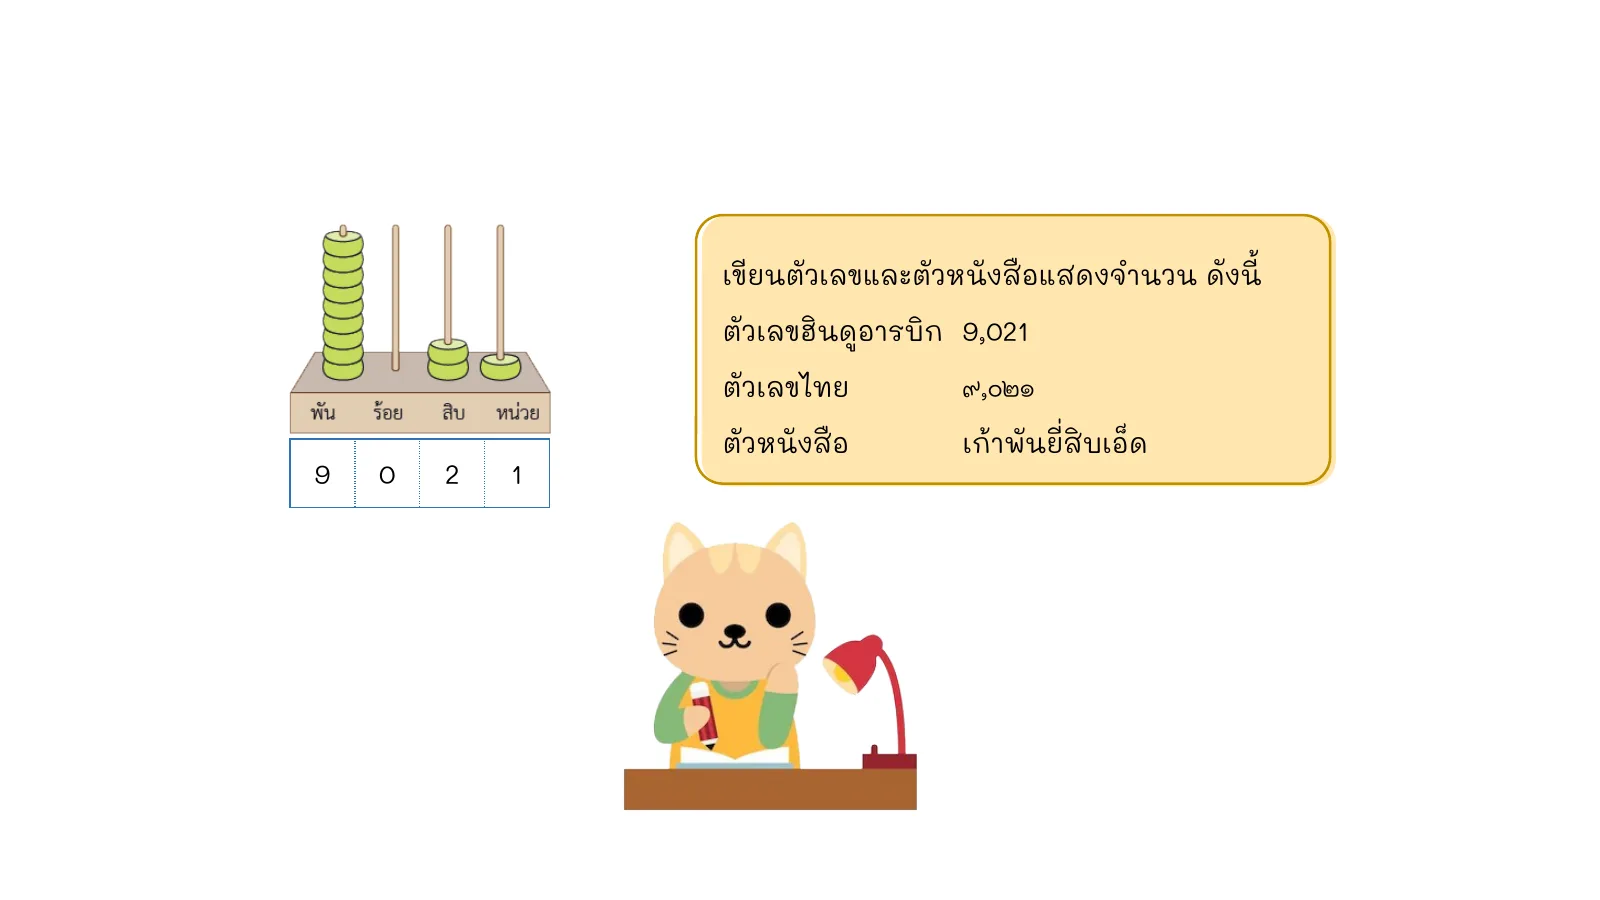 พัน ร้อย สิบ หน่วย
9 0 2 1
เขียนตัวเลขและตัวหนังสือแสดงจำนวน ดังนี้
ตัวเลขฮินดูอารบิก 9,021
ตัวเลขไทย ๙,๐๒๑
ตัวหนังสือ เก้าพันยี่สิบเอ็ด